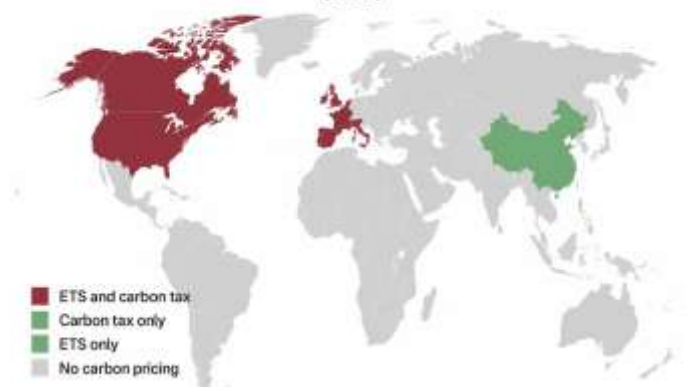 ETS and carbon tax
Carbon tax only
ETS only
No carbon pricing